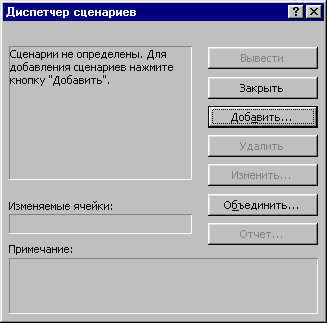 Диспетчер сценариев
Сценарии не определены. Для
добавления сценариев нажмите
кнопку "Добавить".
Вывести
Закрыть
Добавить...
Удалить
Изменить...
Изменяемые ячейки:
Объединить...
Отчет...
Примечание: